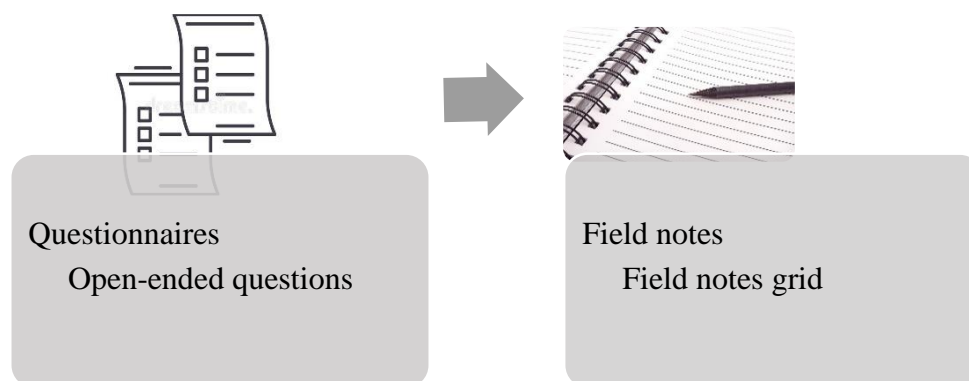 Questionnaires
Open-ended questions
Field notes
Field notes grid